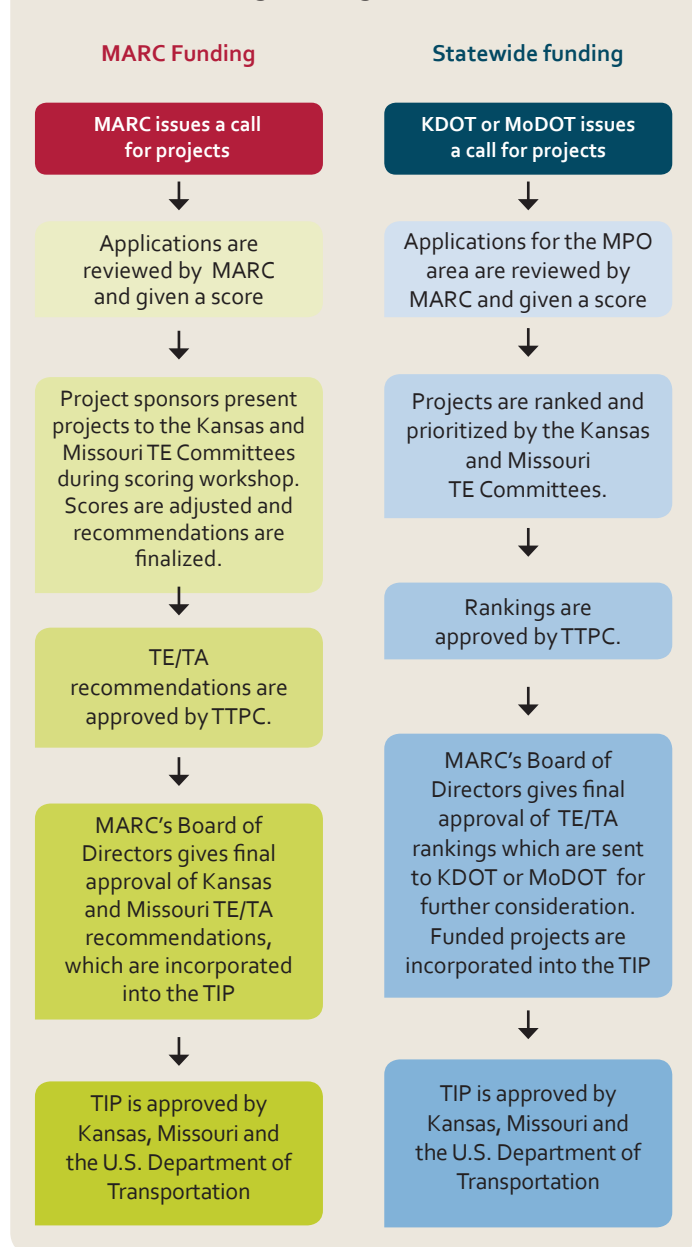 MARC Funding
MARC issues a call
for projects
Applications are
reviewed by MARC
and given a score
Project sponsors present
projects to the Kansas and
Missouri TE Committees
during scoring workshop.
Scores are adjusted and
recommendations are
finalized.
TE/TA
recommendations are
approved by TTPC.
MARC's Board of
Directors gives final
approval of Kansas
and Missouri TE/TA
recommendations,
which are incorporated
into the TIP
TIP is approved by
Kansas, Missouri and
the U.S. Department of
Transportation
Statewide funding
KDOT or MoDOT issues
a call for projects
Applications for the MPO
area are reviewed by
MARC and given a score
Projects are ranked and
prioritized by the Kansas
and Missouri
TE Committees.
Rankings are
approved by TTPC.
MARC's Board of
Directors gives final
approval of TE/TA
rankings which are sent
to KDOT or MoDOT for
further consideration.
Funded projects are
incorporated into the TIP
TIP is approved by
Kansas, Missouri and
the U.S. Department of
Transportation